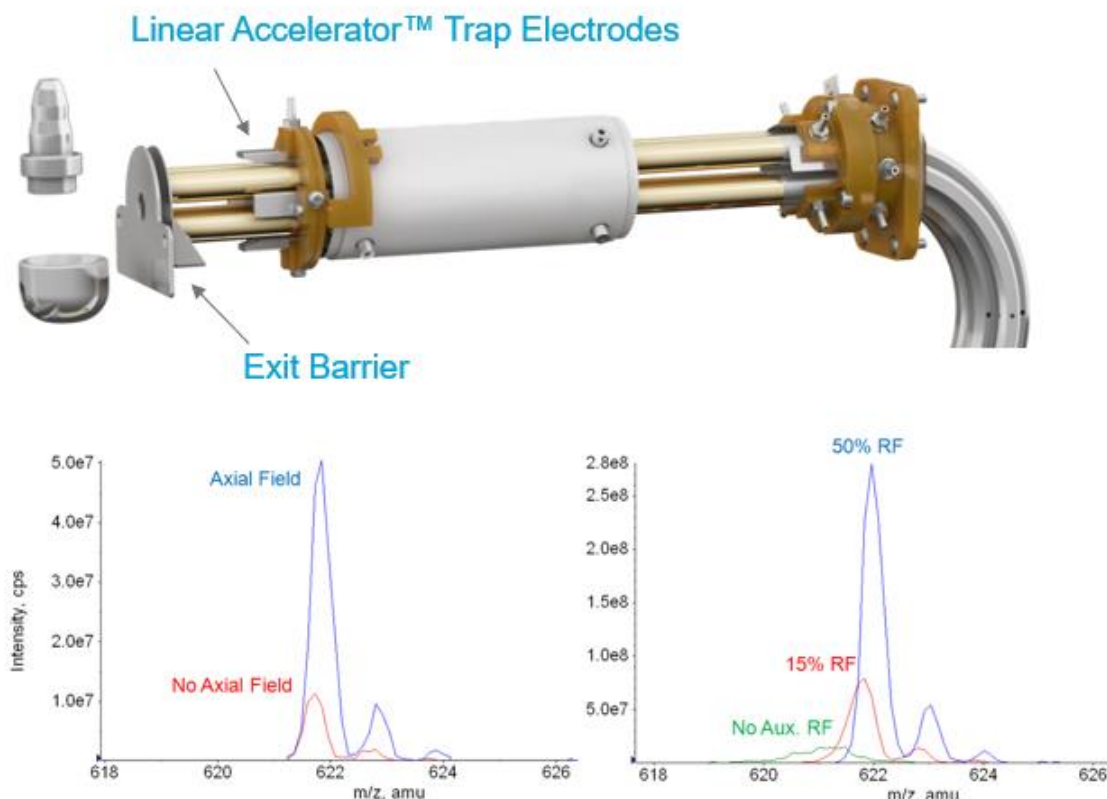 Linear Accelerator™ Trap Electrodes
Exit Barrier
Axial Field
No Axial Field
Intensity, cps
5.0e7
4.0e7
3.0e7
2.0e7
1.0e7
618 620 622 624 626
m/z, amu
50% RF
15% RF
No Aux. RF
2.8e8
2.5e8
2.0e8
1.5e8
1.0e8
5.0e7
618 620 622 624 626
m/z, amu